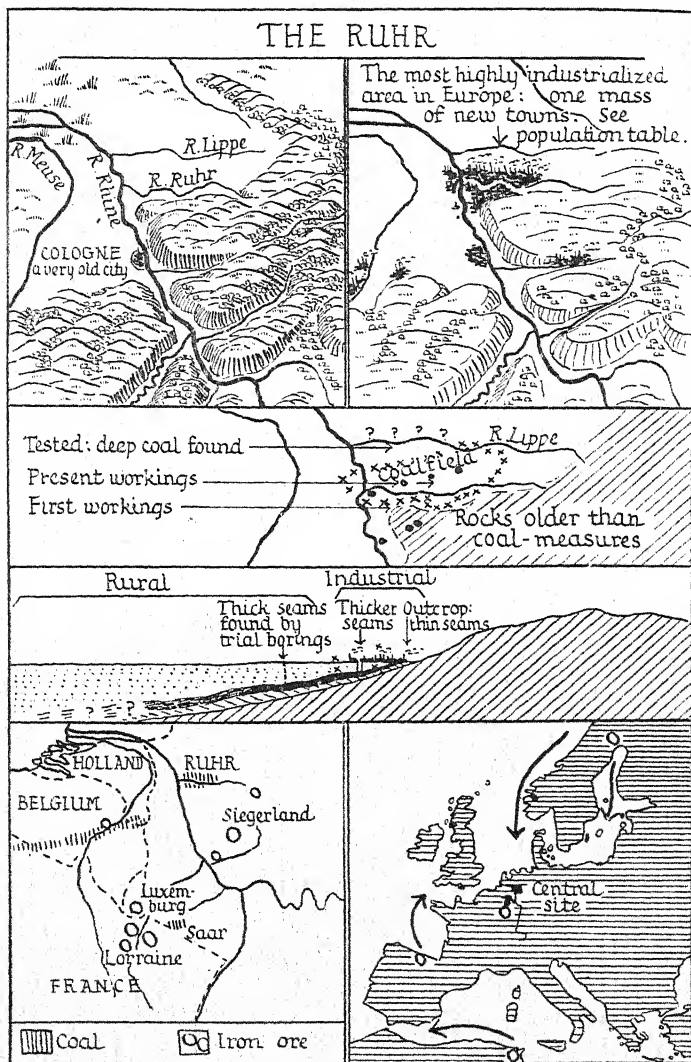 THE RUHR
R. Meuse
R. Rhine
R. Lippe
R. Ruhr
COLOGNE
a very old city
The most highly industrialized
area in Europe: one mass
of new towns. See
population table.
Tested: deep coal found
Present workings
First workings
? ? ? ?
R. Lippe
Coalfield
Rocks older than
coal-measures
Rural
Industrial
Thick seams
found by
trial borings
Thicker
seams
Outcrop:
thin seams
? ?
HOLLAND
RUHR
BELGIUM
Siegerland
Luxem-
burg
Saar
Lorraine
FRANCE
Coal
Iron ore
Central
site